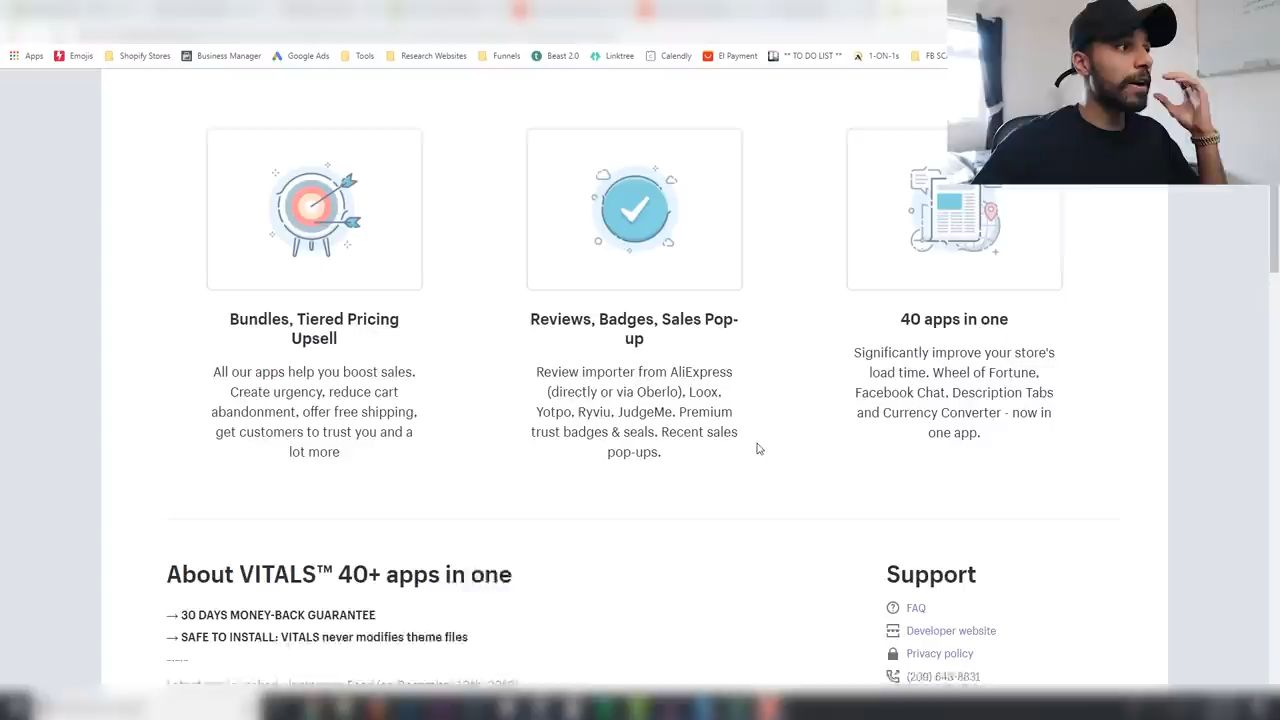 Apps Emojis Shopify Stores Business Manager Google Ads Tools Research Websites Funnels Beast 2.0 Linktree Calendly EI Payment ** TO DO LIST ** 1-ON-1s
Bundles, Tiered Pricing
Upsell
All our apps help you boost sales.
Create urgency, reduce cart
abandonment, offer free shipping,
get customers to trust you and a
lot more
Reviews, Badges, Sales Pop-
up
Review importer from AliExpress
(directly or via Oberlo), Loox,
Yotpo, Ryviu, JudgeMe. Premium
trust badges & seals. Recent sales
pop-ups.
40 apps in one
Significantly improve your store's
load time. Wheel of Fortune,
Facebook Chat, Description Tabs
and Currency Converter - now in
one app.
About VITALS™ 40+ apps in one
→ 30 DAYS MONEY-BACK GUARANTEE
→ SAFE TO INSTALL: VITALS never modifies theme files
Support
FAQ
Developer website
Privacy policy